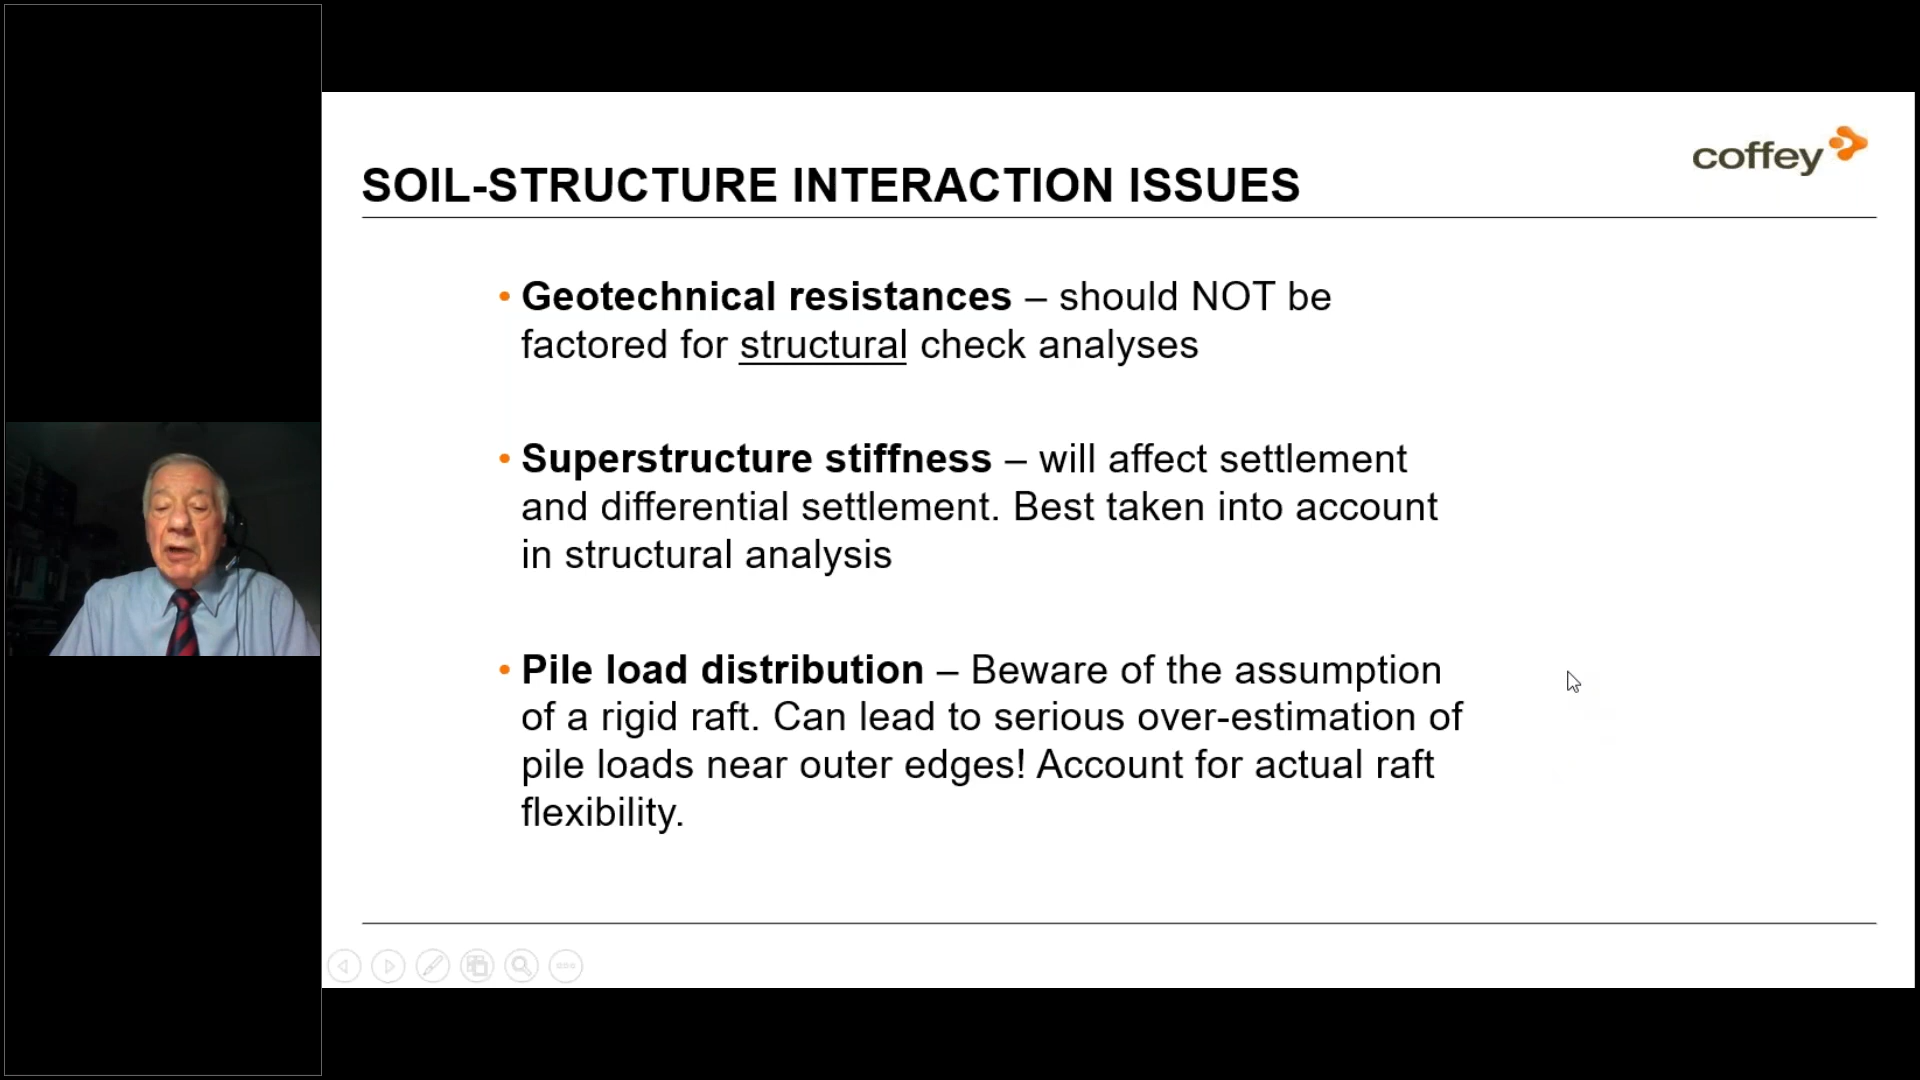 coffey
SOIL-STRUCTURE INTERACTION ISSUES
• Geotechnical resistances – should NOT be
factored for structural check analyses
• Superstructure stiffness – will affect settlement
and differential settlement. Best taken into account
in structural analysis
• Pile load distribution – Beware of the assumption
of a rigid raft. Can lead to serious over-estimation of
pile loads near outer edges! Account for actual raft
flexibility.